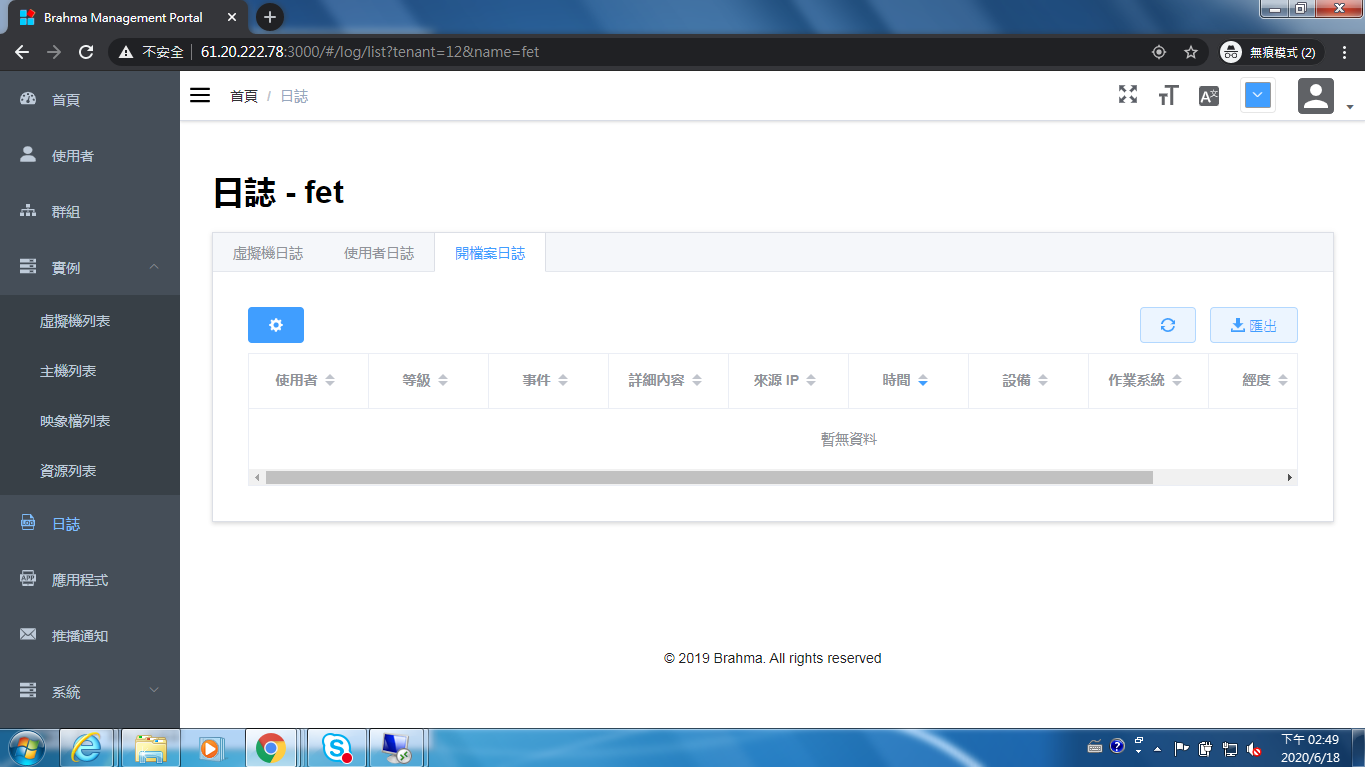 Brahma Management Portal
不安全 61.20.222.78:3000/#/log/list?tenant=12&name=fet
無痕模式 (2)
首頁
使用者
群組
實例
虛擬機列表
主機列表
映象檔列表
資源列表
日誌
應用程式
推播通知
系統
首頁 / 日誌
日誌 - fet
虛擬機日誌 使用者日誌 開檔案日誌
匯出
使用者 等級 事件 詳細內容 來源 IP 時間 設備 作業系統 經度
暫無資料
© 2019 Brahma. All rights reserved
下午 02:49
2020/6/18